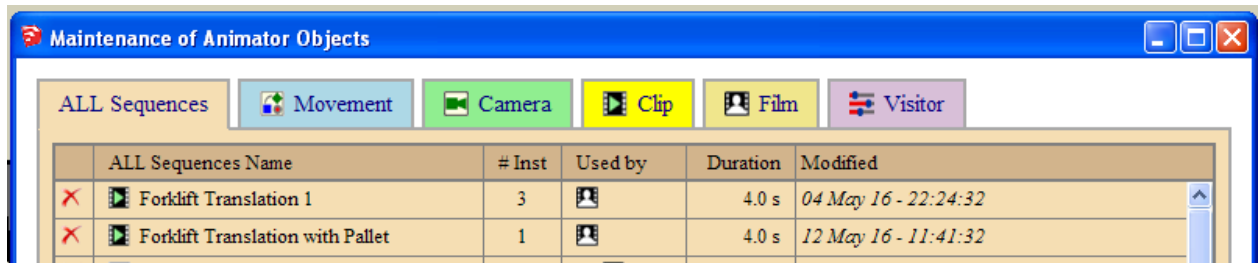 Maintenance of Animator Objects
ALL Sequences Movement Camera Clip Film Visitor
ALL Sequences Name # Inst Used by Duration Modified
Forklift Translation 1 3 4.0 s 04 May 16 - 22:24:32
Forklift Translation with Pallet 1 4.0 s 12 May 16 - 11:41:32